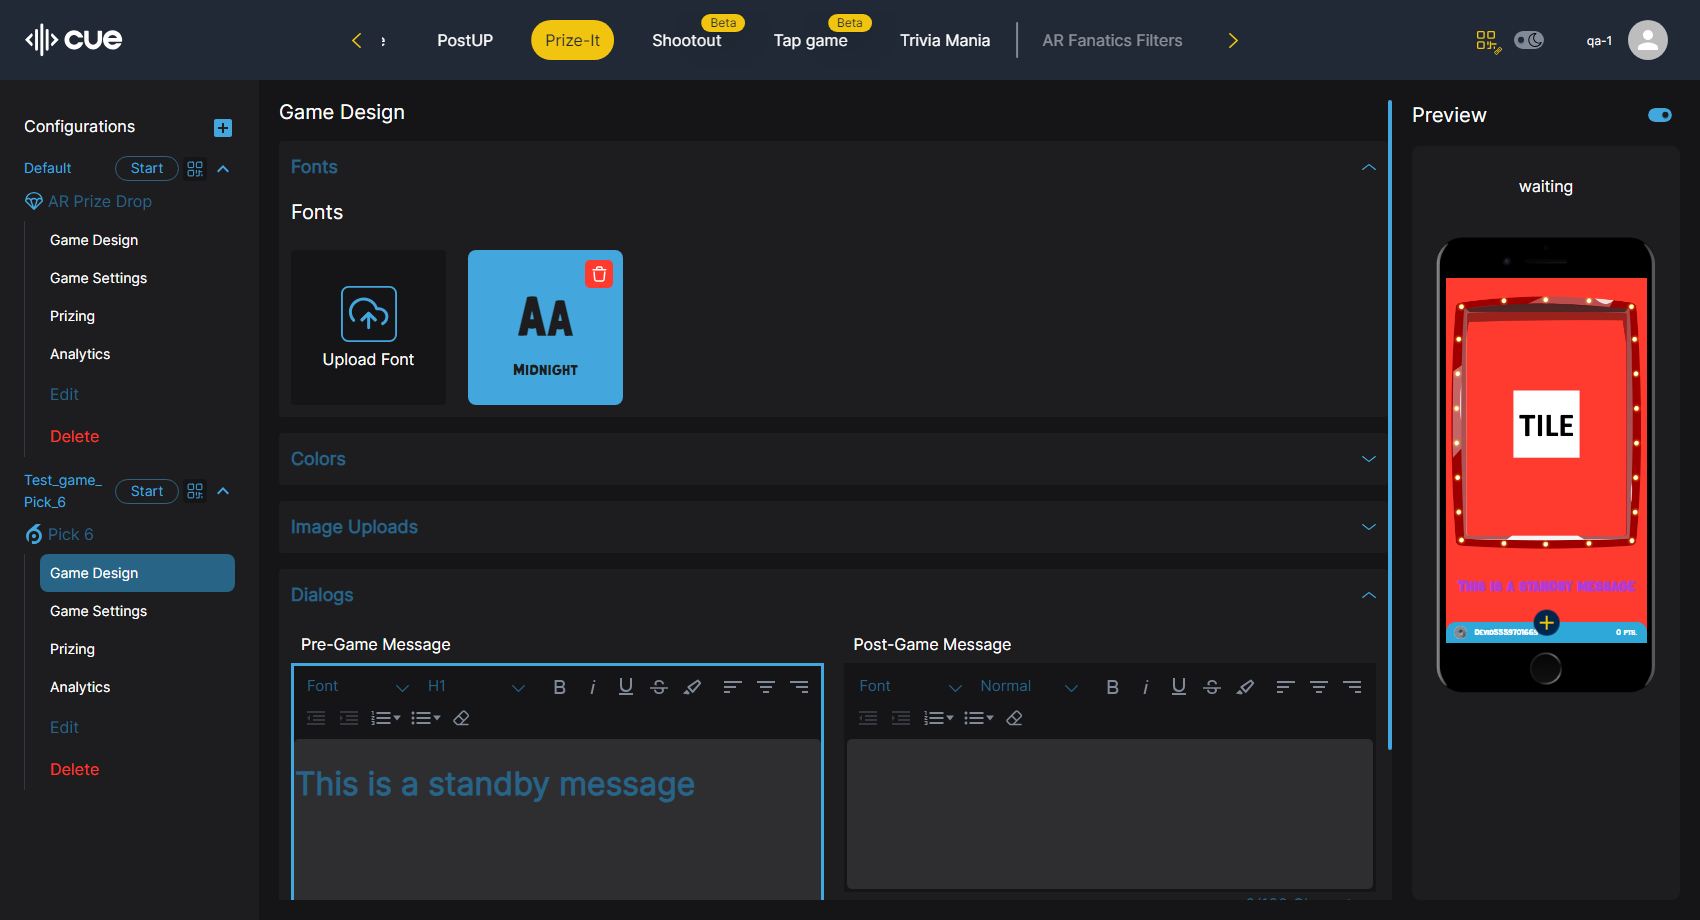 cue
PostUP
Prize-It
Shootout
Beta
Tap game
Beta
Trivia Mania
AR Fanatics Filters
qa-1
Configurations
Default
Start
AR Prize Drop
Game Design
Game Settings
Prizing
Analytics
Edit
Delete
Test_game_
Pick_6
Start
Pick 6
Game Design
Game Settings
Prizing
Analytics
Edit
Delete
Game Design
Fonts
Fonts
Upload Font
AA
MIDNIGHT
Colors
Image Uploads
Dialogs
Pre-Game Message
Font
H1
B i U S
This is a standby message
Post-Game Message
Font
Normal
B i U S
Preview
waiting
TILE
THIS IS A STANDBY MESSAGE
0 PTS.